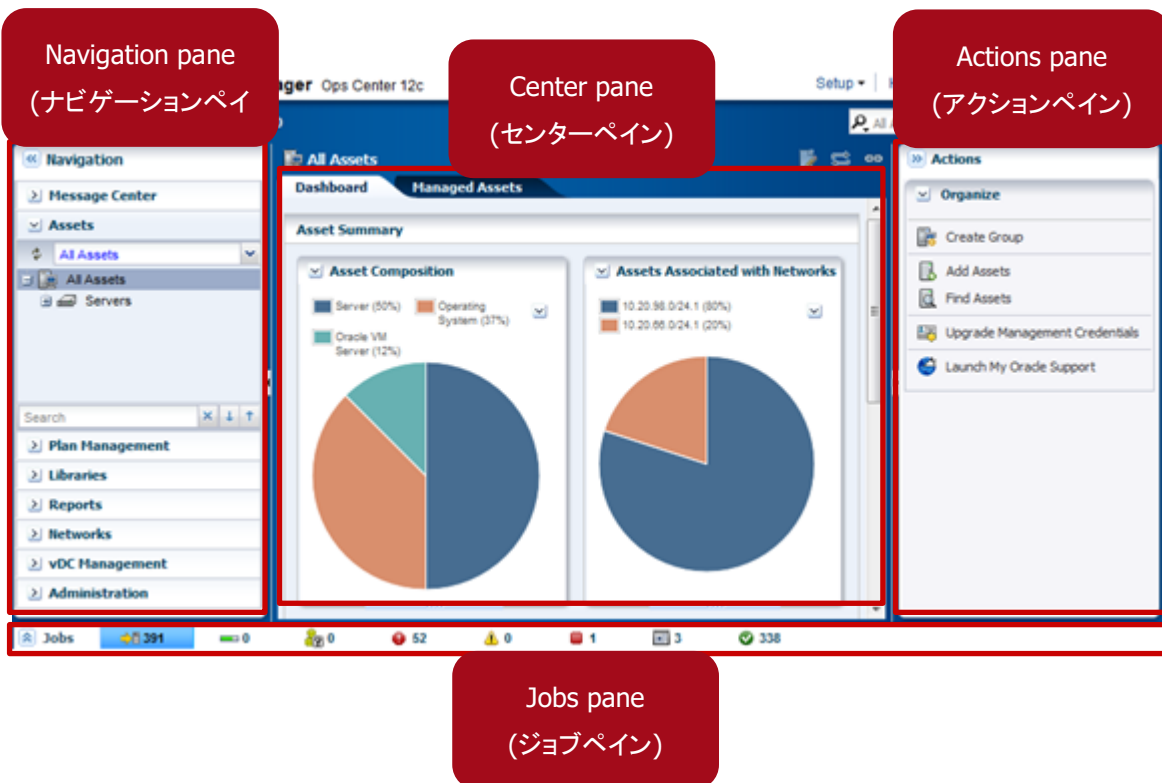 Navigation pane
(ナビゲーションペイ
Center pane
(センターペイン)
Actions pane
(アクションペイン)
ager Ops Center 12c
Setup
All
Navigation
Message Center
Assets
All Assets
All Assets
Servers
Search
Plan Management
Libraries
Reports
Networks
vDC Management
Administration
All Assets
Dashboard
Managed Assets
Asset Summary
Asset Composition
Server (50%)
Operating
System (37%)
Oracle VM
Server (12%)
Assets Associated with Networks
10.20.98.0/24.1 (80%)
10.20.66.0/24.1 (20%)
Actions
Organize
Create Group
Add Assets
Find Assets
Upgrade Management Credentials
Launch My Oracle Support
Jobs 391 0 0 52 0 1 3 338
Jobs pane
(ジョブペイン)